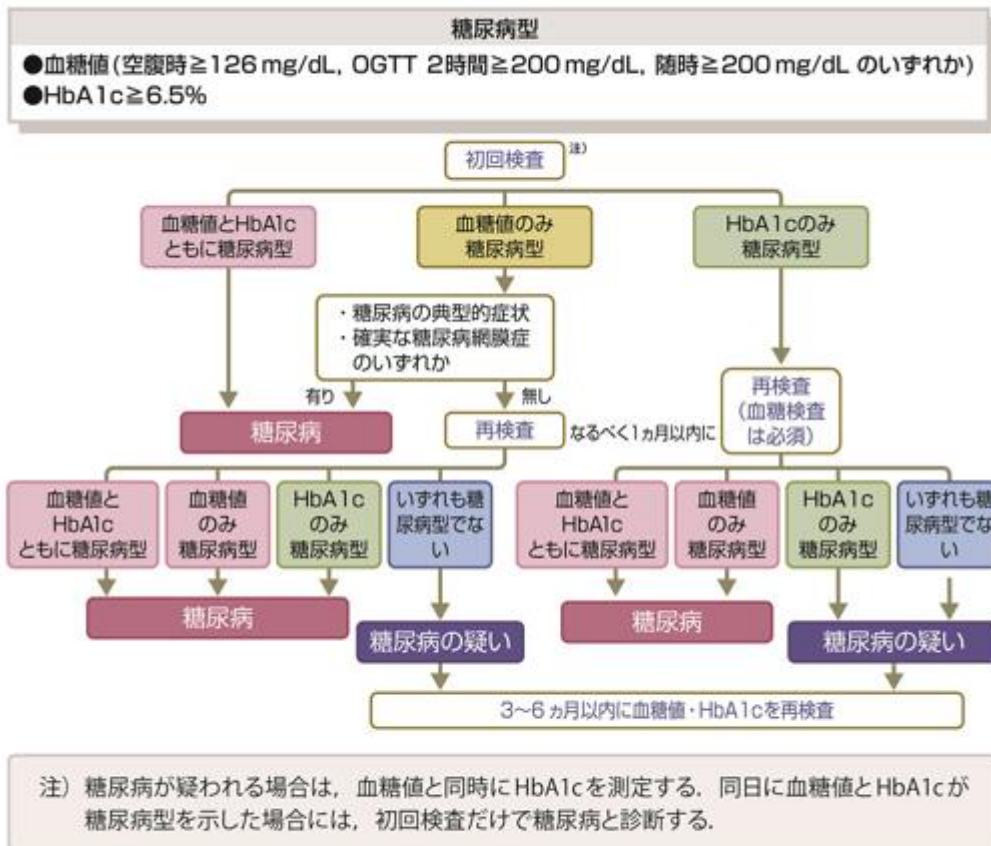 糖尿病型
●血糖値(空腹時≧126 mg/dL, OGTT 2時間≧200 mg/dL, 随時≧200 mg/dL のいずれか)
●HbA1c≧6.5%
初回検査 注)
血糖値とHbA1c
ともに糖尿病型
血糖値のみ
糖尿病型
HbA1cのみ
糖尿病型
・糖尿病の典型的症状
・確実な糖尿病網膜症
のいずれか
有り
無し
糖尿病
再検査
なるべく1ヵ月以内に
再検査
(血糖検査
は必須)
血糖値と
HbA1c
ともに糖尿病型
血糖値
のみ
糖尿病型
HbA1c
のみ
糖尿病型
いずれも糖
尿病型でな
い
血糖値と
HbA1c
ともに糖尿病型
血糖値
のみ
糖尿病型
HbA1c
のみ
糖尿病型
いずれも糖
尿病型でな
い
糖尿病
糖尿病の疑い
糖尿病
糖尿病の疑い
3〜6ヵ月以内に血糖値・HbA1cを再検査
注) 糖尿病が疑われる場合は, 血糖値と同時にHbA1cを測定する. 同日に血糖値とHbA1cが
糖尿病型を示した場合には, 初回検査だけで糖尿病と診断する.